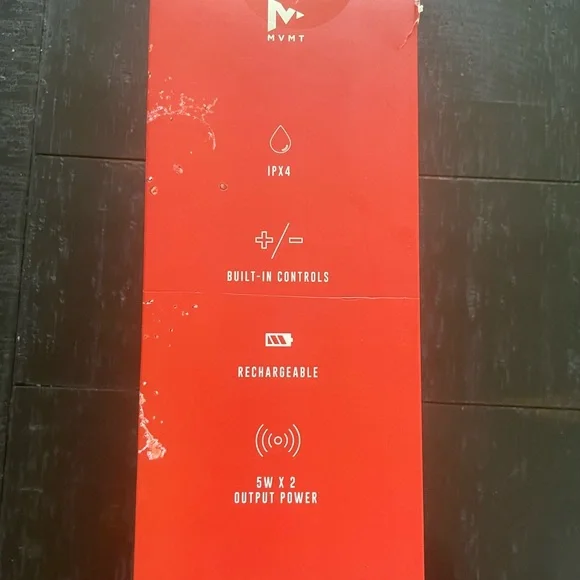 MVMT
IPX4
+/-
BUILT-IN CONTROLS
RECHARGEABLE
5W X 2
OUTPUT POWER